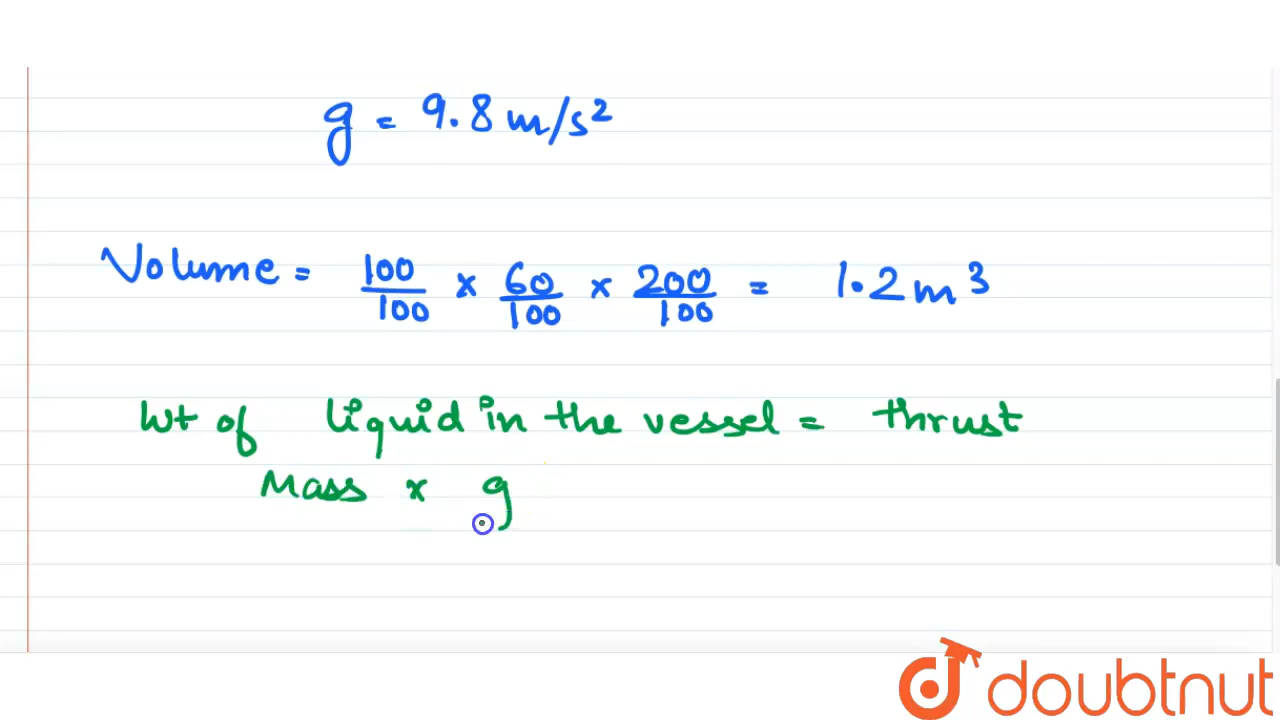 g = 9.8 m/s²
Volume = 100/100 × 60/100 × 200/100 = 1.2 m³
Wt of liquid in the vessel = thrust
Mass × g
doubtnut